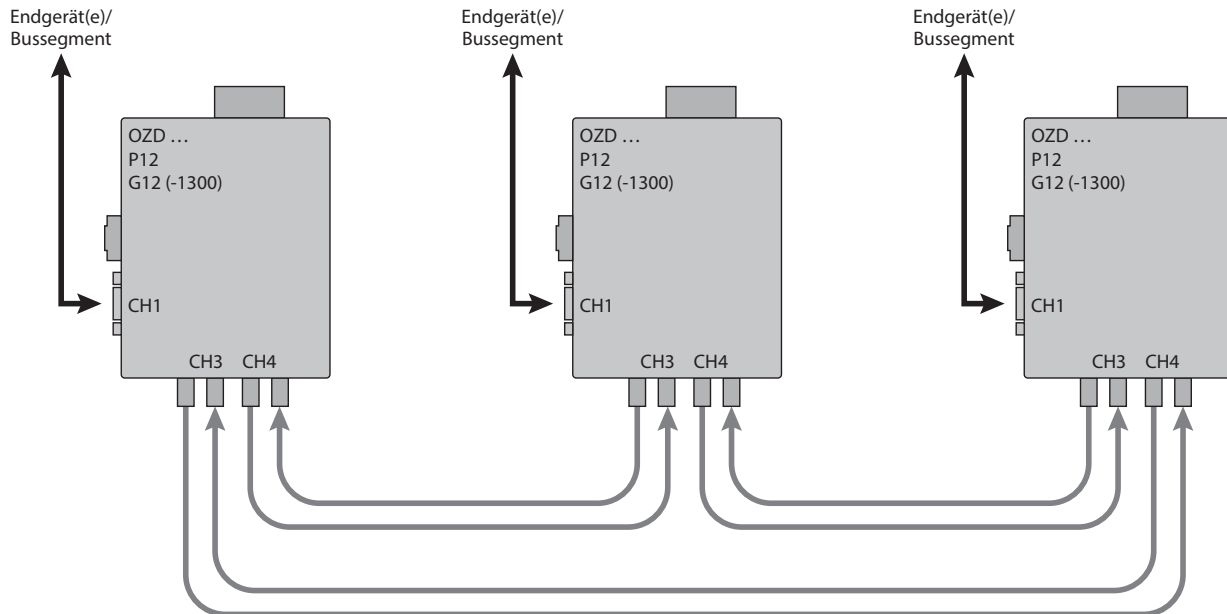 Endgerät(e)/
Bussegment
Endgerät(e)/
Bussegment
Endgerät(e)/
Bussegment
OZD …
P12
G12 (-1300)
CH1
CH3 CH4
OZD …
P12
G12 (-1300)
CH1
CH3 CH4
OZD …
P12
G12 (-1300)
CH1
CH3 CH4